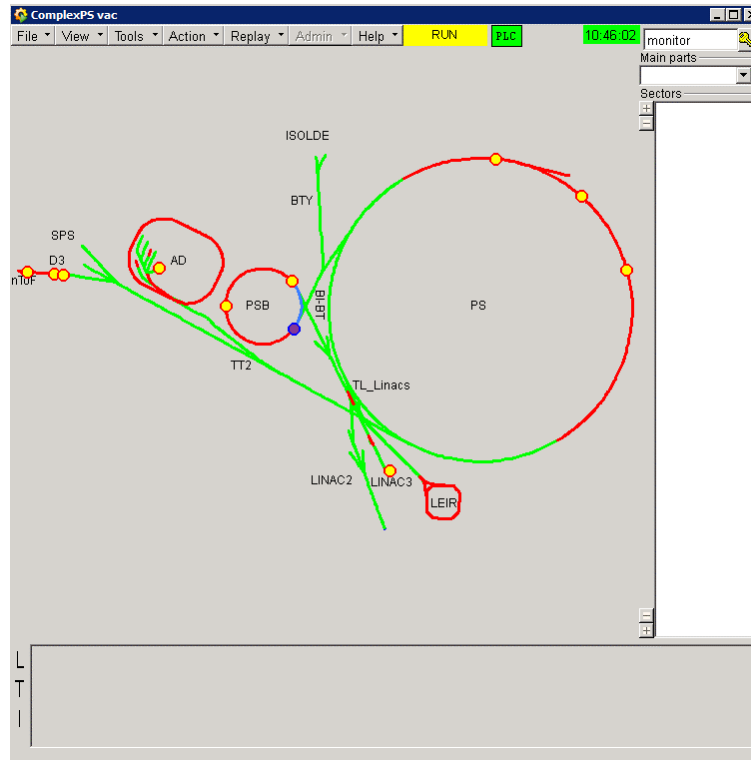 ComplexPS vac
File View Tools Action Replay Admin Help RUN PLC 10:46:02 monitor
Main parts
Sectors
ISOLDE
BTY
SPS
D3
AD
nToF
PSB
BI-BT
PS
TT2
TL_Linacs
LINAC2
LINAC3
LEIR
L
T
I